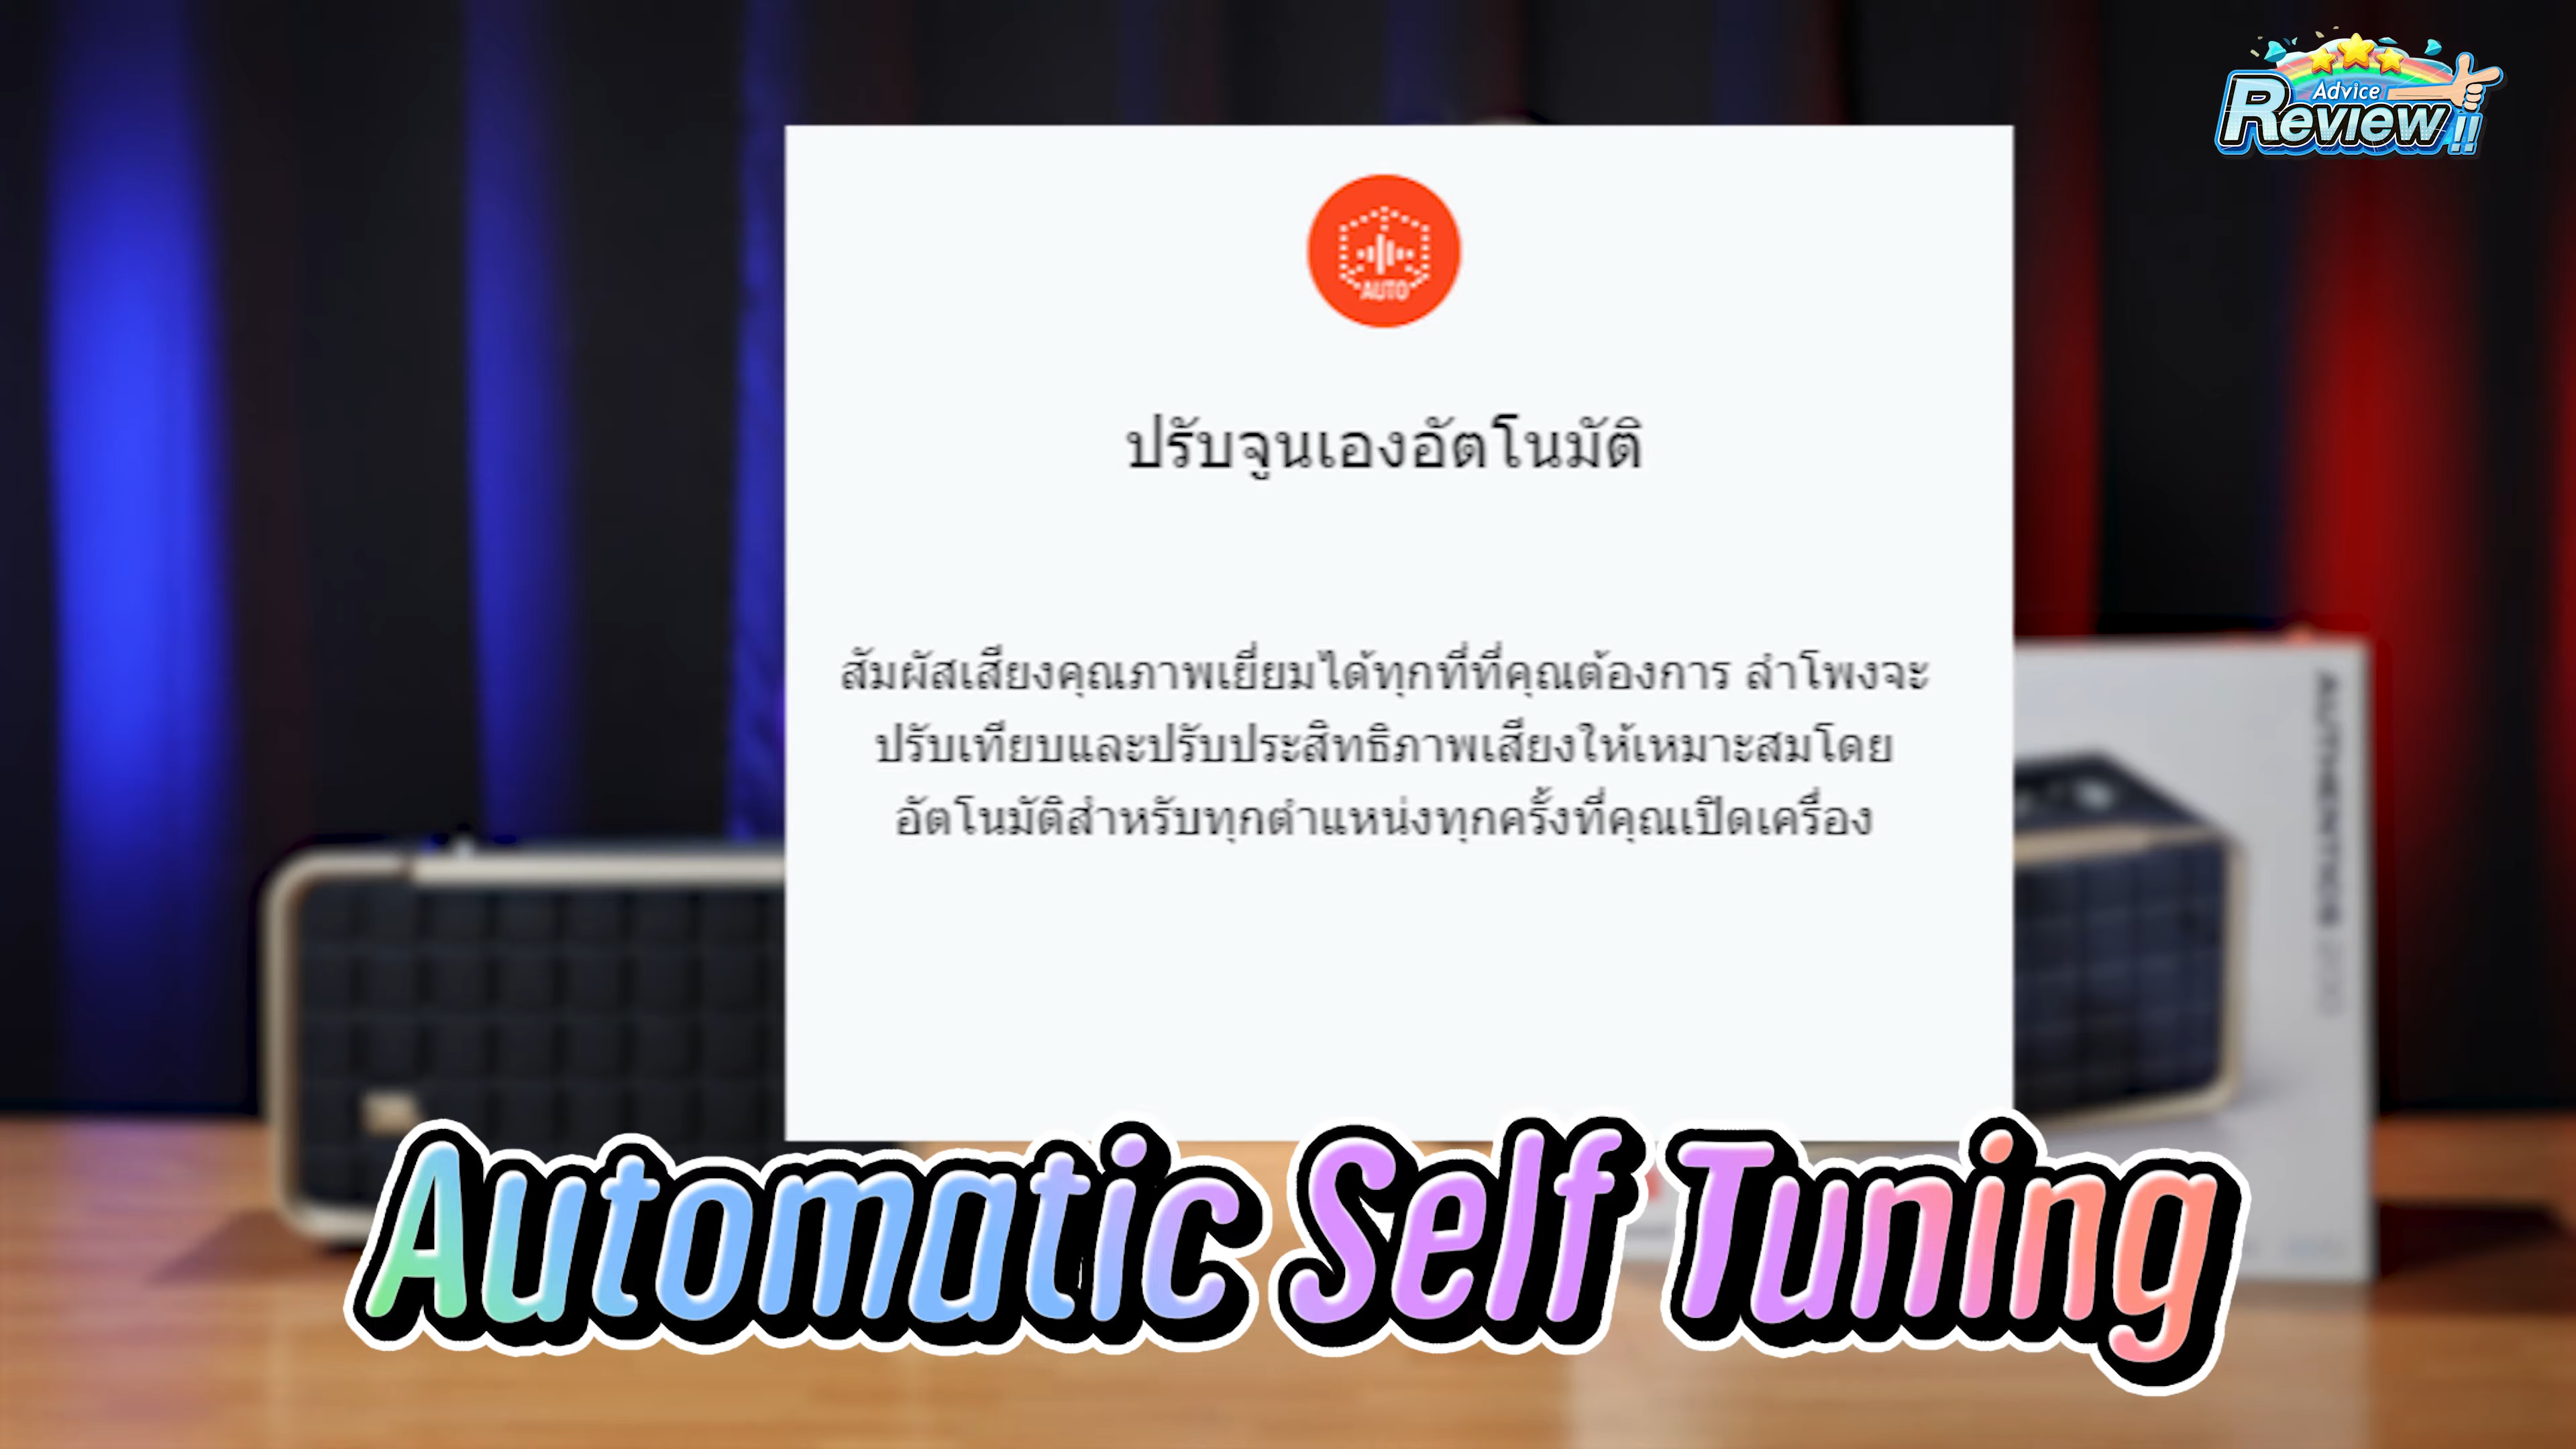 Advice
Review!!
AUTO
ปรับจูนเองอัตโนมัติ
สัมผัสเสียงคุณภาพเยี่ยมได้ทุกที่ที่คุณต้องการ ลำโพงจะ
ปรับเทียบและปรับประสิทธิภาพเสียงให้เหมาะสมโดย
อัตโนมัติสำหรับทุกตำแหน่งทุกครั้งที่คุณเปิดเครื่อง
AUTHENTICS
Automatic Self Tuning